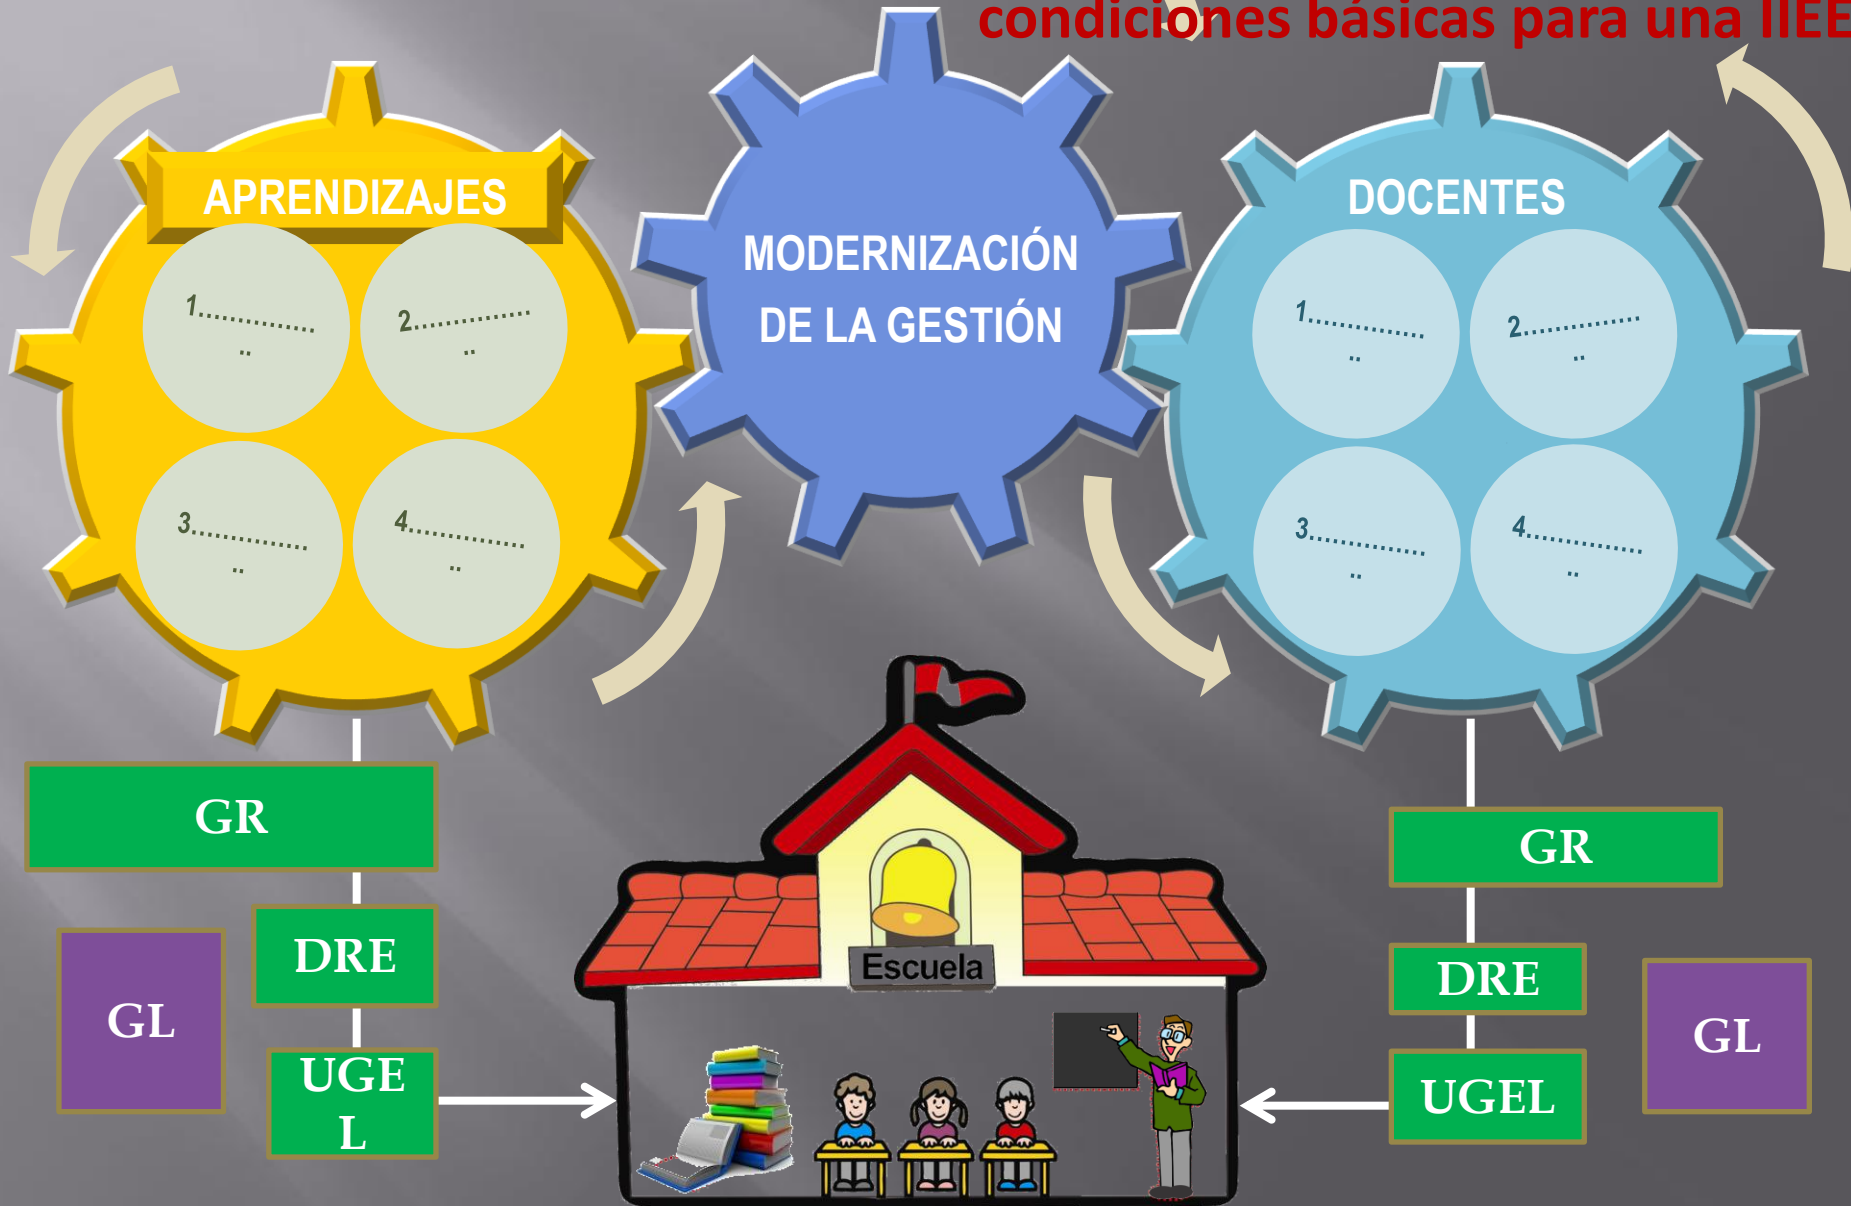 condiciones básicas para una IIEE
APRENDIZAJES
1.................
..
2.................
..
3.................
..
4.................
..
MODERNIZACIÓN
DE LA GESTIÓN
DOCENTES
1.................
..
2.................
..
3.................
..
4.................
..
GR
DRE
GL
UGE
L
Escuela
GR
DRE
GL
UGEL